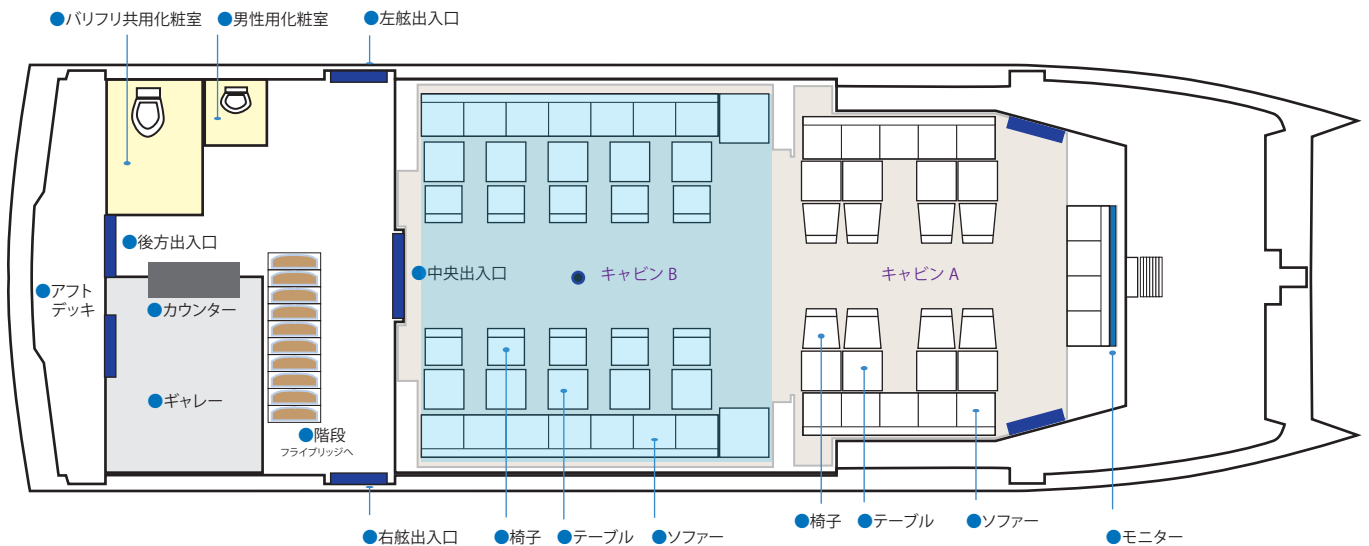 ●バリフリ共用化粧室
●男性用化粧室
●左舷出入口
●後方出入口
●中央出入口
キャビン B
キャビン A
●アフト
デッキ
●カウンター
●ギャレー
●階段
フライブリッジへ
●右舷出入口
●椅子
●テーブル
●ソファー
●椅子
●テーブル
●ソファー
●モニター